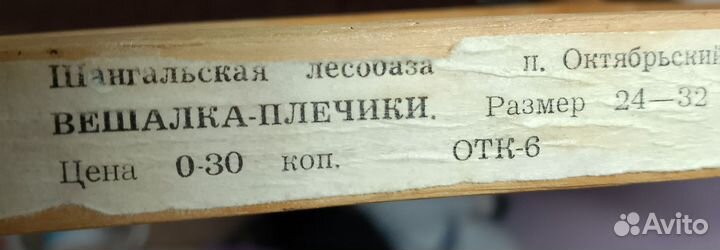 Шангальская лесобаза п. Октябрьский
ВЕШАЛКА-ПЛЕЧИКИ. Размер 24—32
Цена 0-30 коп. ОТК-6
Avito